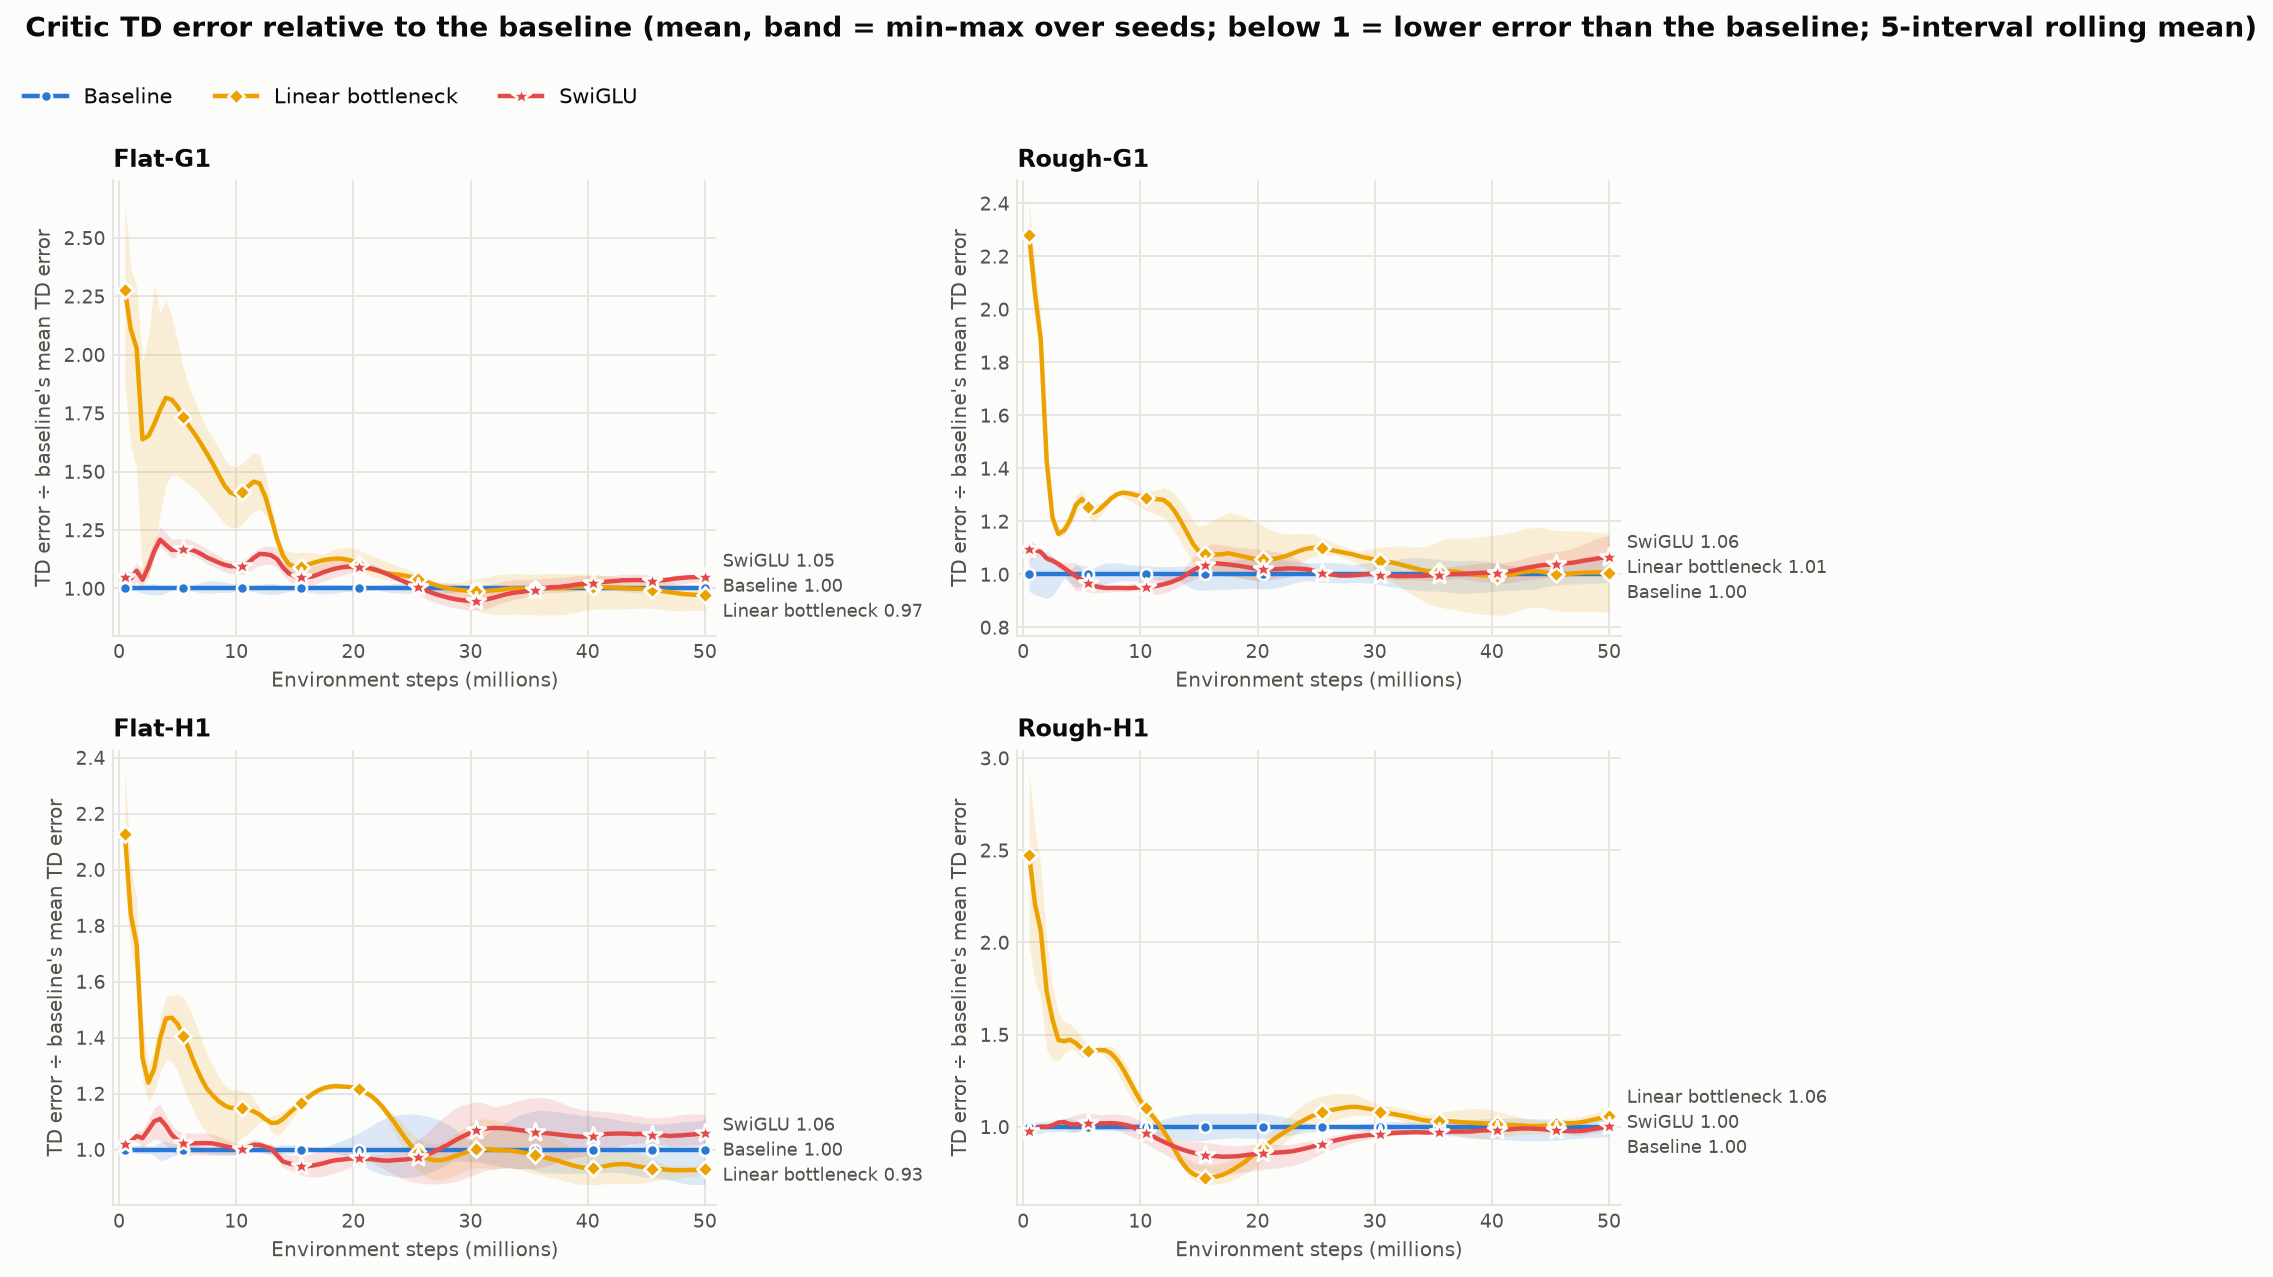 Critic TD error relative to the baseline (mean, band = min–max over seeds; below 1 = lower error than the baseline; 5-interval rolling mean)
Baseline
Linear bottleneck
SwiGLU
Flat-G1
TD error ÷ baseline's mean TD error
2.50
2.25
2.00
1.75
1.50
1.25
1.00
0
10
20
30
40
50
Environment steps (millions)
SwiGLU 1.05
Baseline 1.00
Linear bottleneck 0.97
Rough-G1
TD error ÷ baseline's mean TD error
2.4
2.2
2.0
1.8
1.6
1.4
1.2
1.0
0.8
0
10
20
30
40
50
Environment steps (millions)
SwiGLU 1.06
Linear bottleneck 1.01
Baseline 1.00
Flat-H1
TD error ÷ baseline's mean TD error
2.4
2.2
2.0
1.8
1.6
1.4
1.2
1.0
0
10
20
30
40
50
Environment steps (millions)
SwiGLU 1.06
Baseline 1.00
Linear bottleneck 0.93
Rough-H1
TD error ÷ baseline's mean TD error
3.0
2.5
2.0
1.5
1.0
0
10
20
30
40
50
Environment steps (millions)
Linear bottleneck 1.06
SwiGLU 1.00
Baseline 1.00